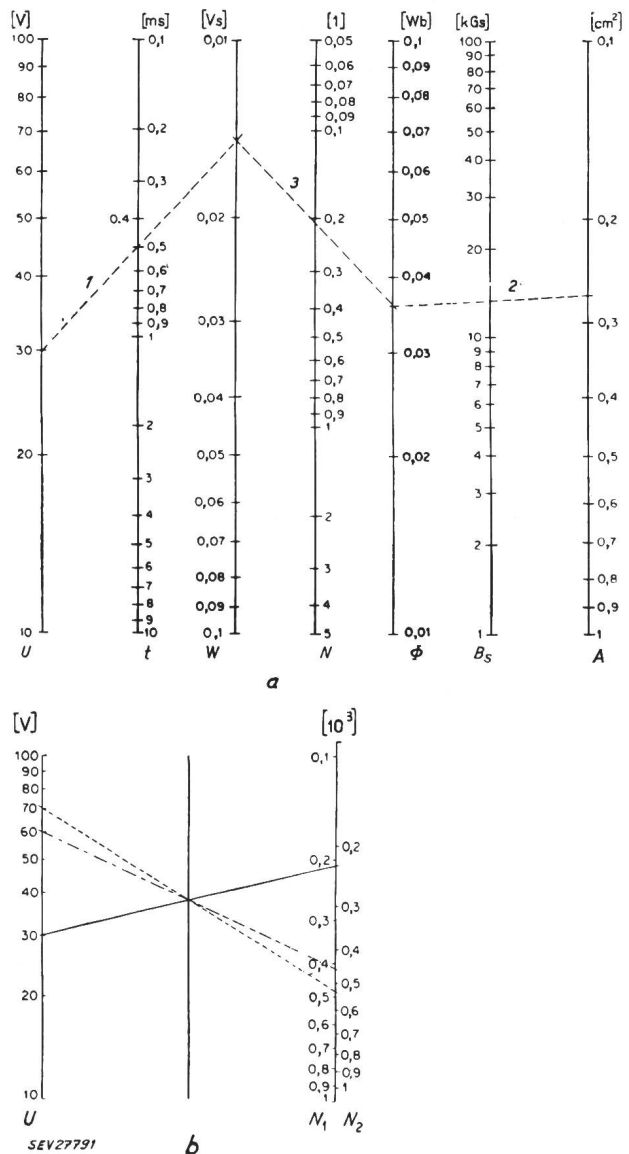 [V] [ms] [Vs] [1] [Wb] [kGs] [cm²]
100 0,1 0,01 0,05 0,1 100 0,1
90 0,06 0,09 90
80 0,07 0,08 80
0,08 70
70 0,2 0,09 0,07 60
0,1 50
60 3 0,06 40
0,3 30
50 0.4 0,02 0,2 0,05 0,2
1 0,5 20
40 0,6 0,3 0,04 2
0,7
0,8 0,03 0,4 0,3
30 0,9 0,5 0,03 10
1 0,6 9
0,7 8
0,04 0,8 7 0,4
0,9 6
2 1 5
20 0,05 0,02 4 0,5
3 0,06 2 3 0,6
4
5 0,07 3 2 0,7
6
7 0,08 0,8
8 0,09 4 0,9
9
10 10 0,1 5 0,01 1 1
U t W N Φ Bs A
a
[V] [10³]
100 0,1
90
80
70
60 0,2
50 0,2
40 0,3
0,3
30 0,4
0,4
0,5
20 0,5
0,6
0,6
0,7
0,7 0,8
0,8 0,9
0,9 1
10 1
U N₁ N₂
SEV27791 b